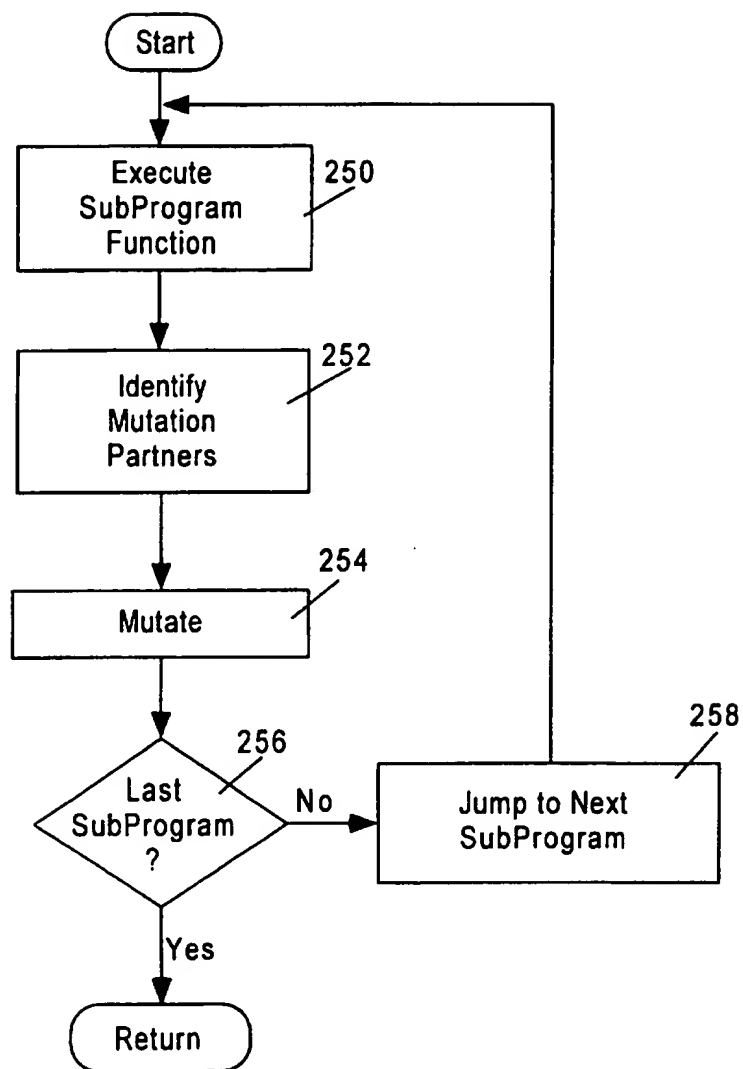 Start
250
Execute
SubProgram
Function
252
Identify
Mutation
Partners
254
Mutate
256
Last
SubProgram
?
No
258
Jump to Next
SubProgram
Yes
Return